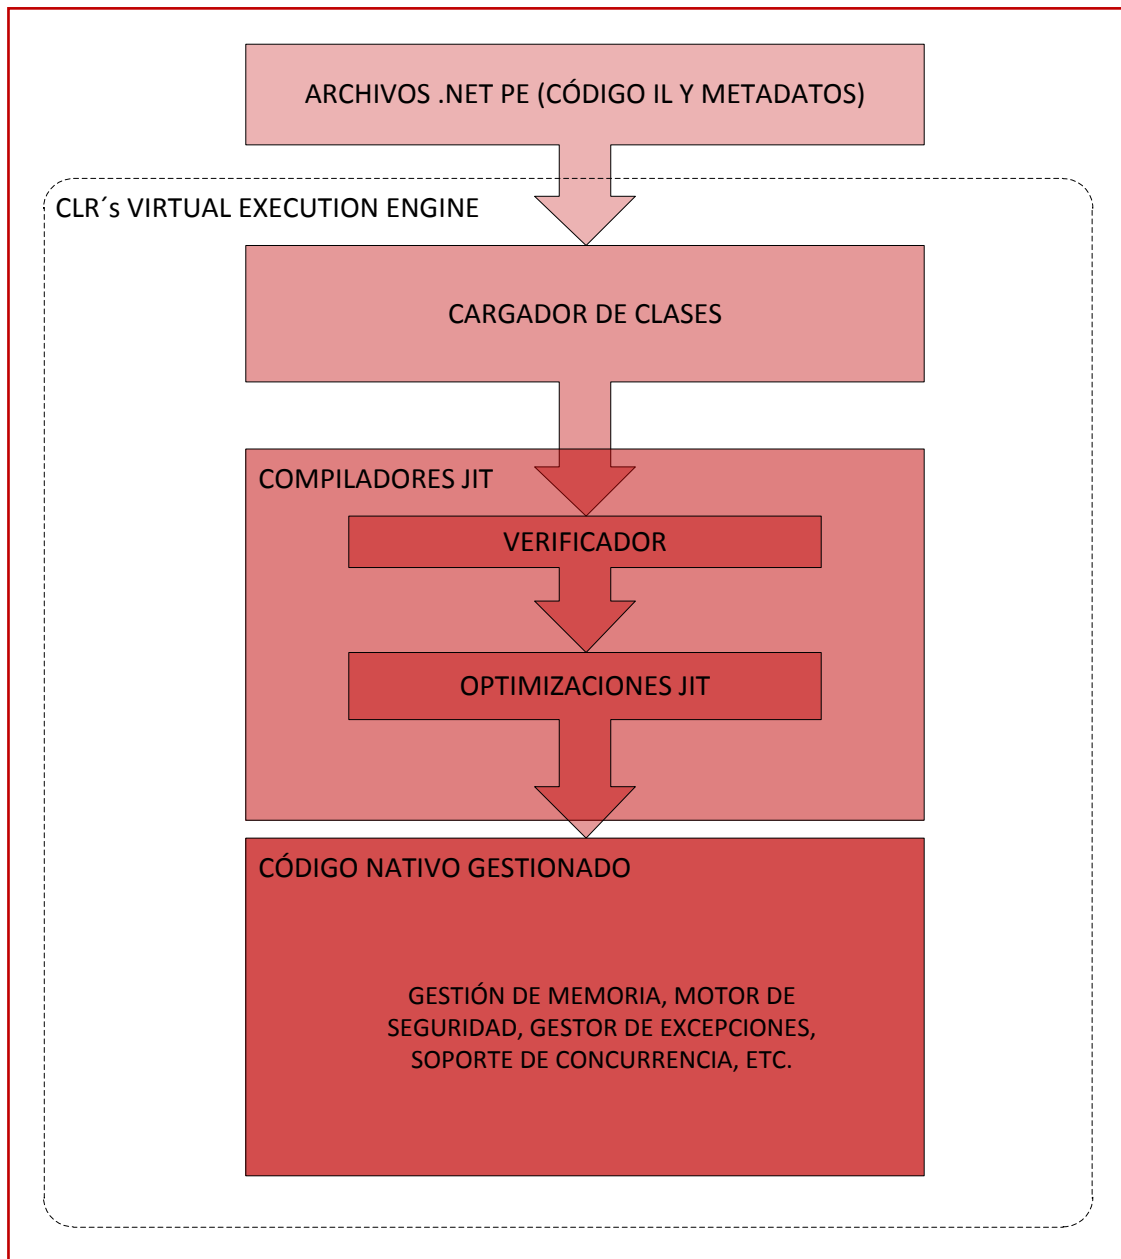 ARCHIVOS .NET PE (CÓDIGO IL Y METADATOS)
CLR´s VIRTUAL EXECUTION ENGINE
CARGADOR DE CLASES
COMPILADORES JIT
VERIFICADOR
OPTIMIZACIONES JIT
CÓDIGO NATIVO GESTIONADO
GESTIÓN DE MEMORIA, MOTOR DE
SEGURIDAD, GESTOR DE EXCEPCIONES,
SOPORTE DE CONCURRENCIA, ETC.